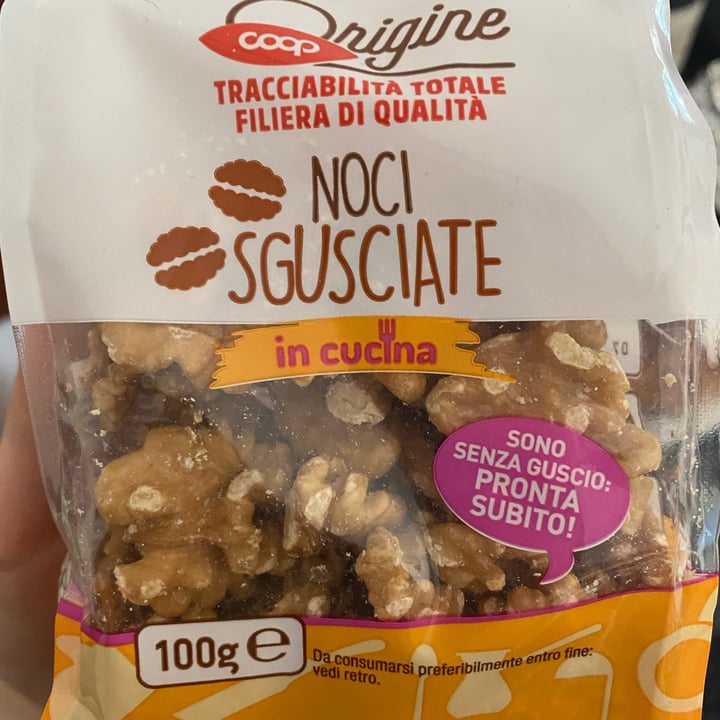 coop Origine
TRACCIABILITÀ TOTALE
FILIERA DI QUALITÀ
NOCI
SGUSCIATE
in cucina
SONO
SENZA GUSCIO:
PRONTA
SUBITO!
100g e
Da consumarsi preferibilmente entro fine:
vedi retro.